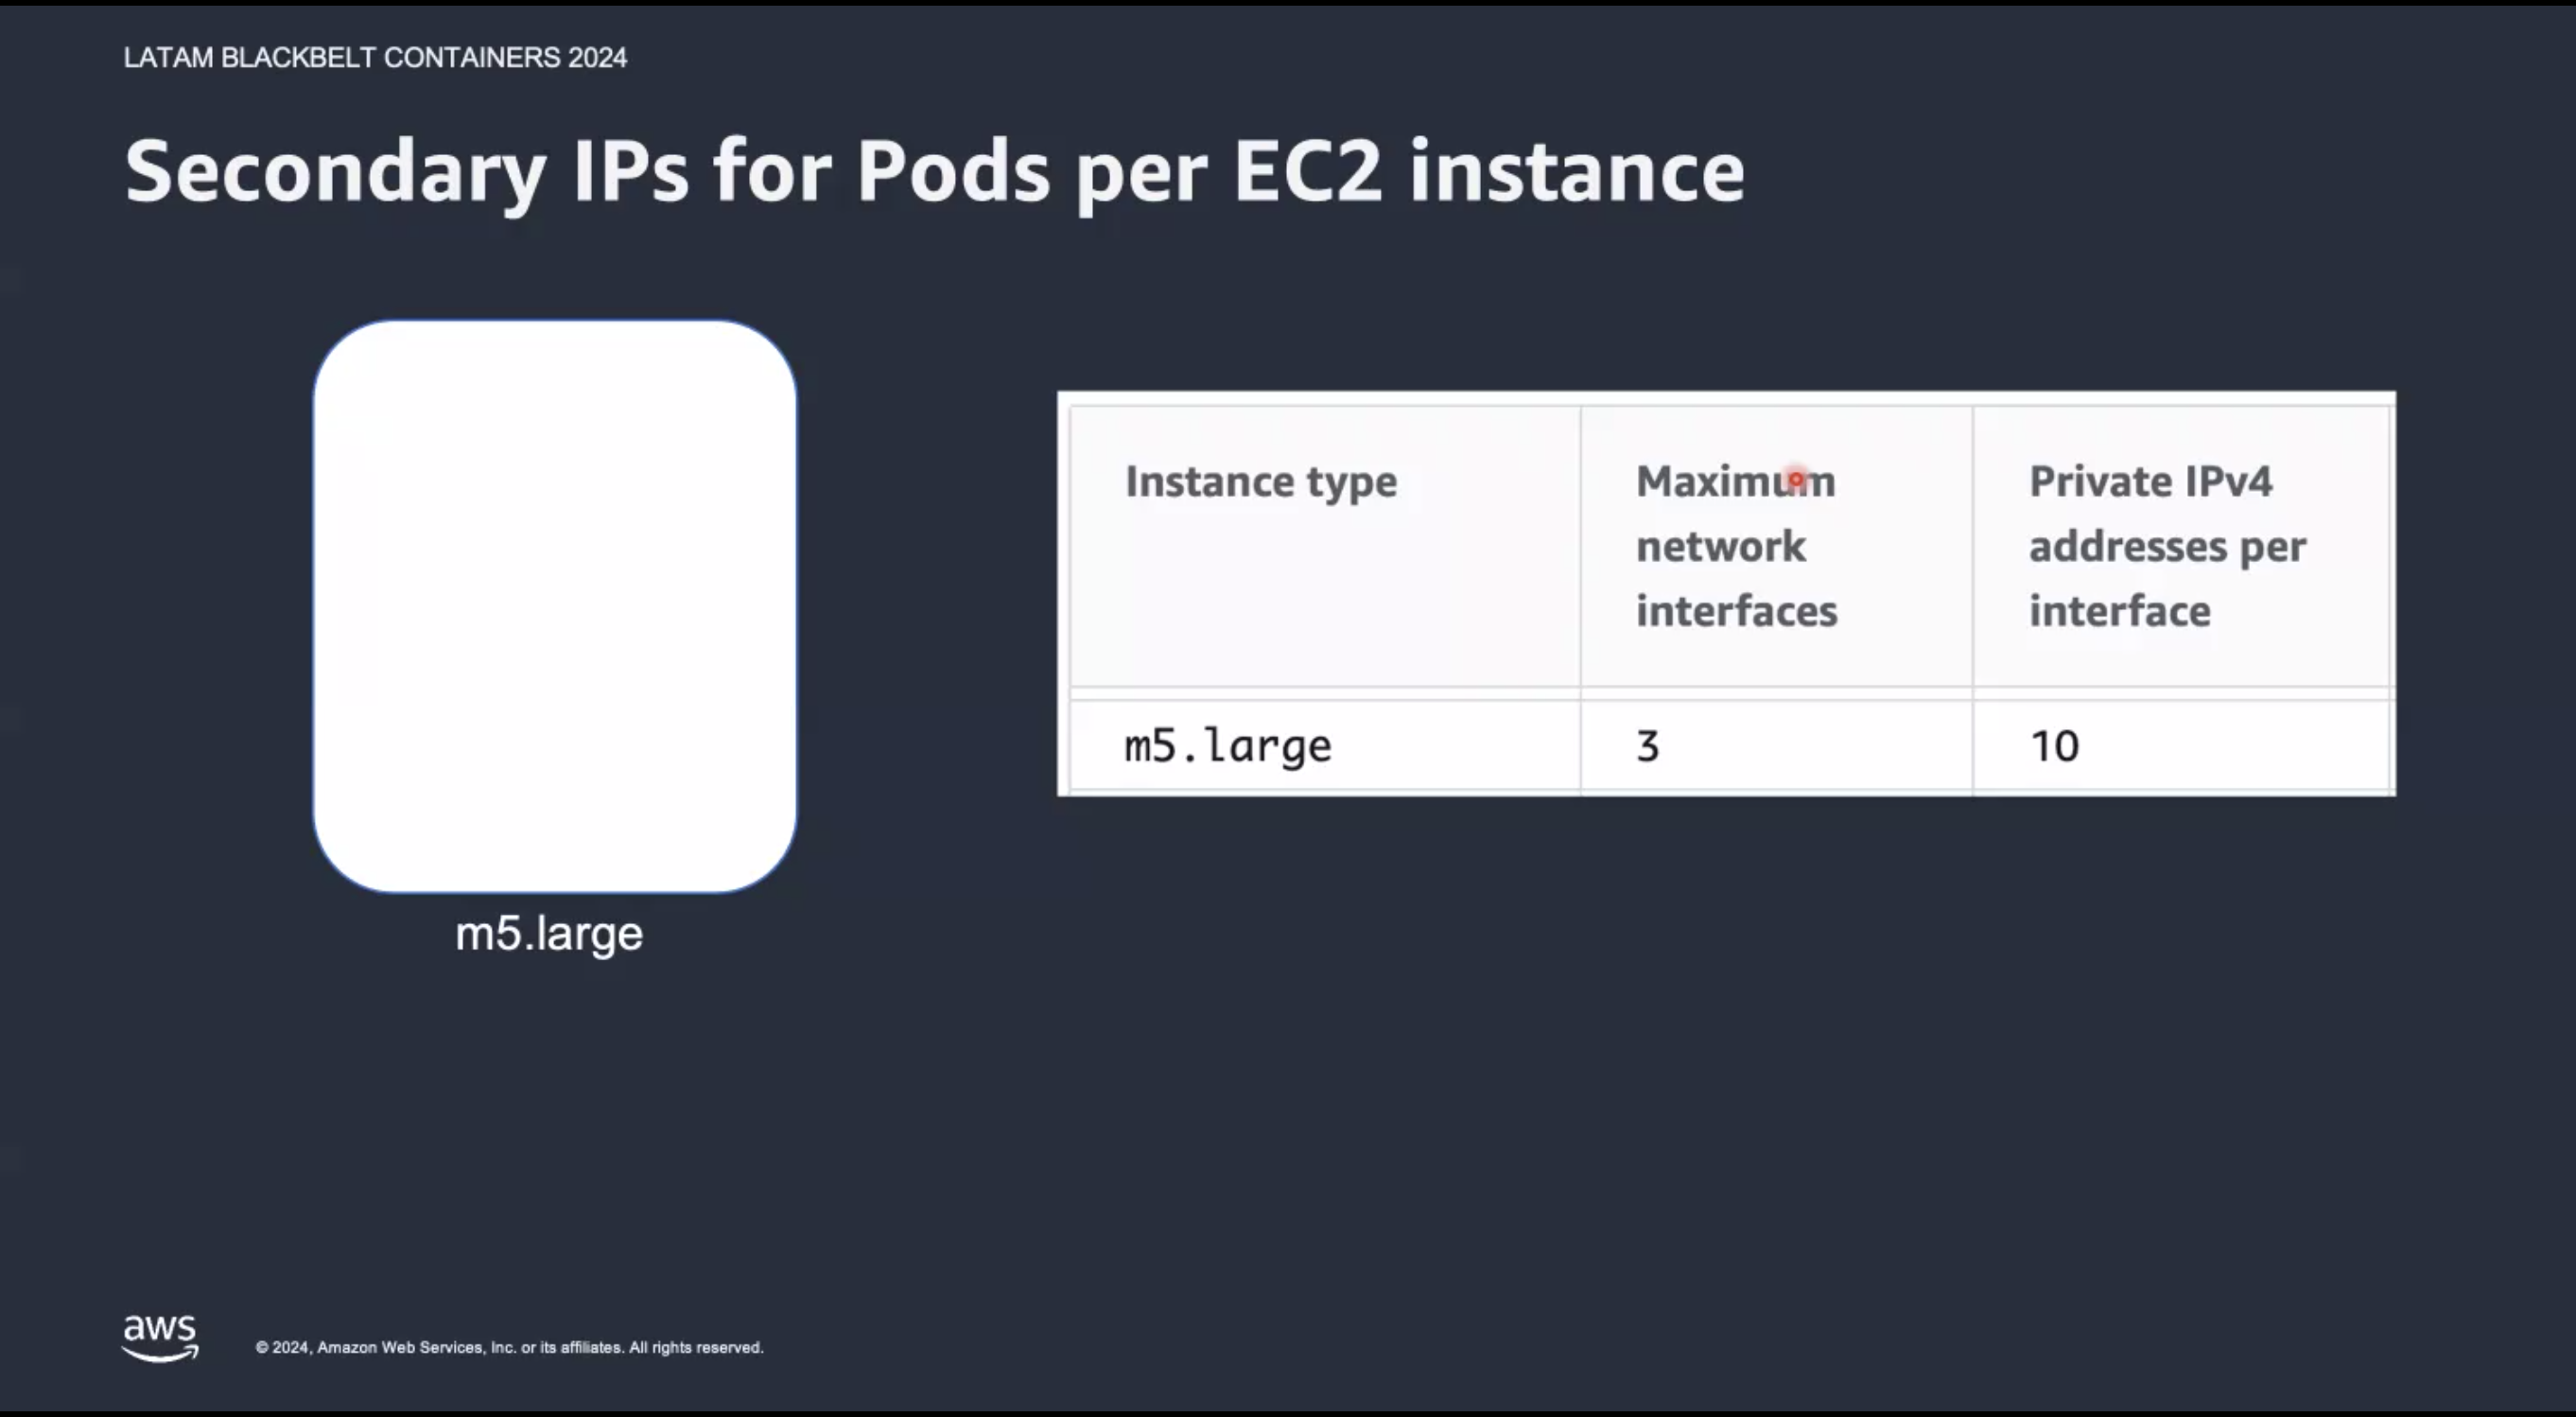 LATAM BLACKBELT CONTAINERS 2024
Secondary IPs for Pods per EC2 instance
Instance type
Maximum
network
interfaces
Private IPv4
addresses per
interface
m5.large
3
10
m5.large
aws
© 2024, Amazon Web Services, Inc. or its affiliates. All rights reserved.